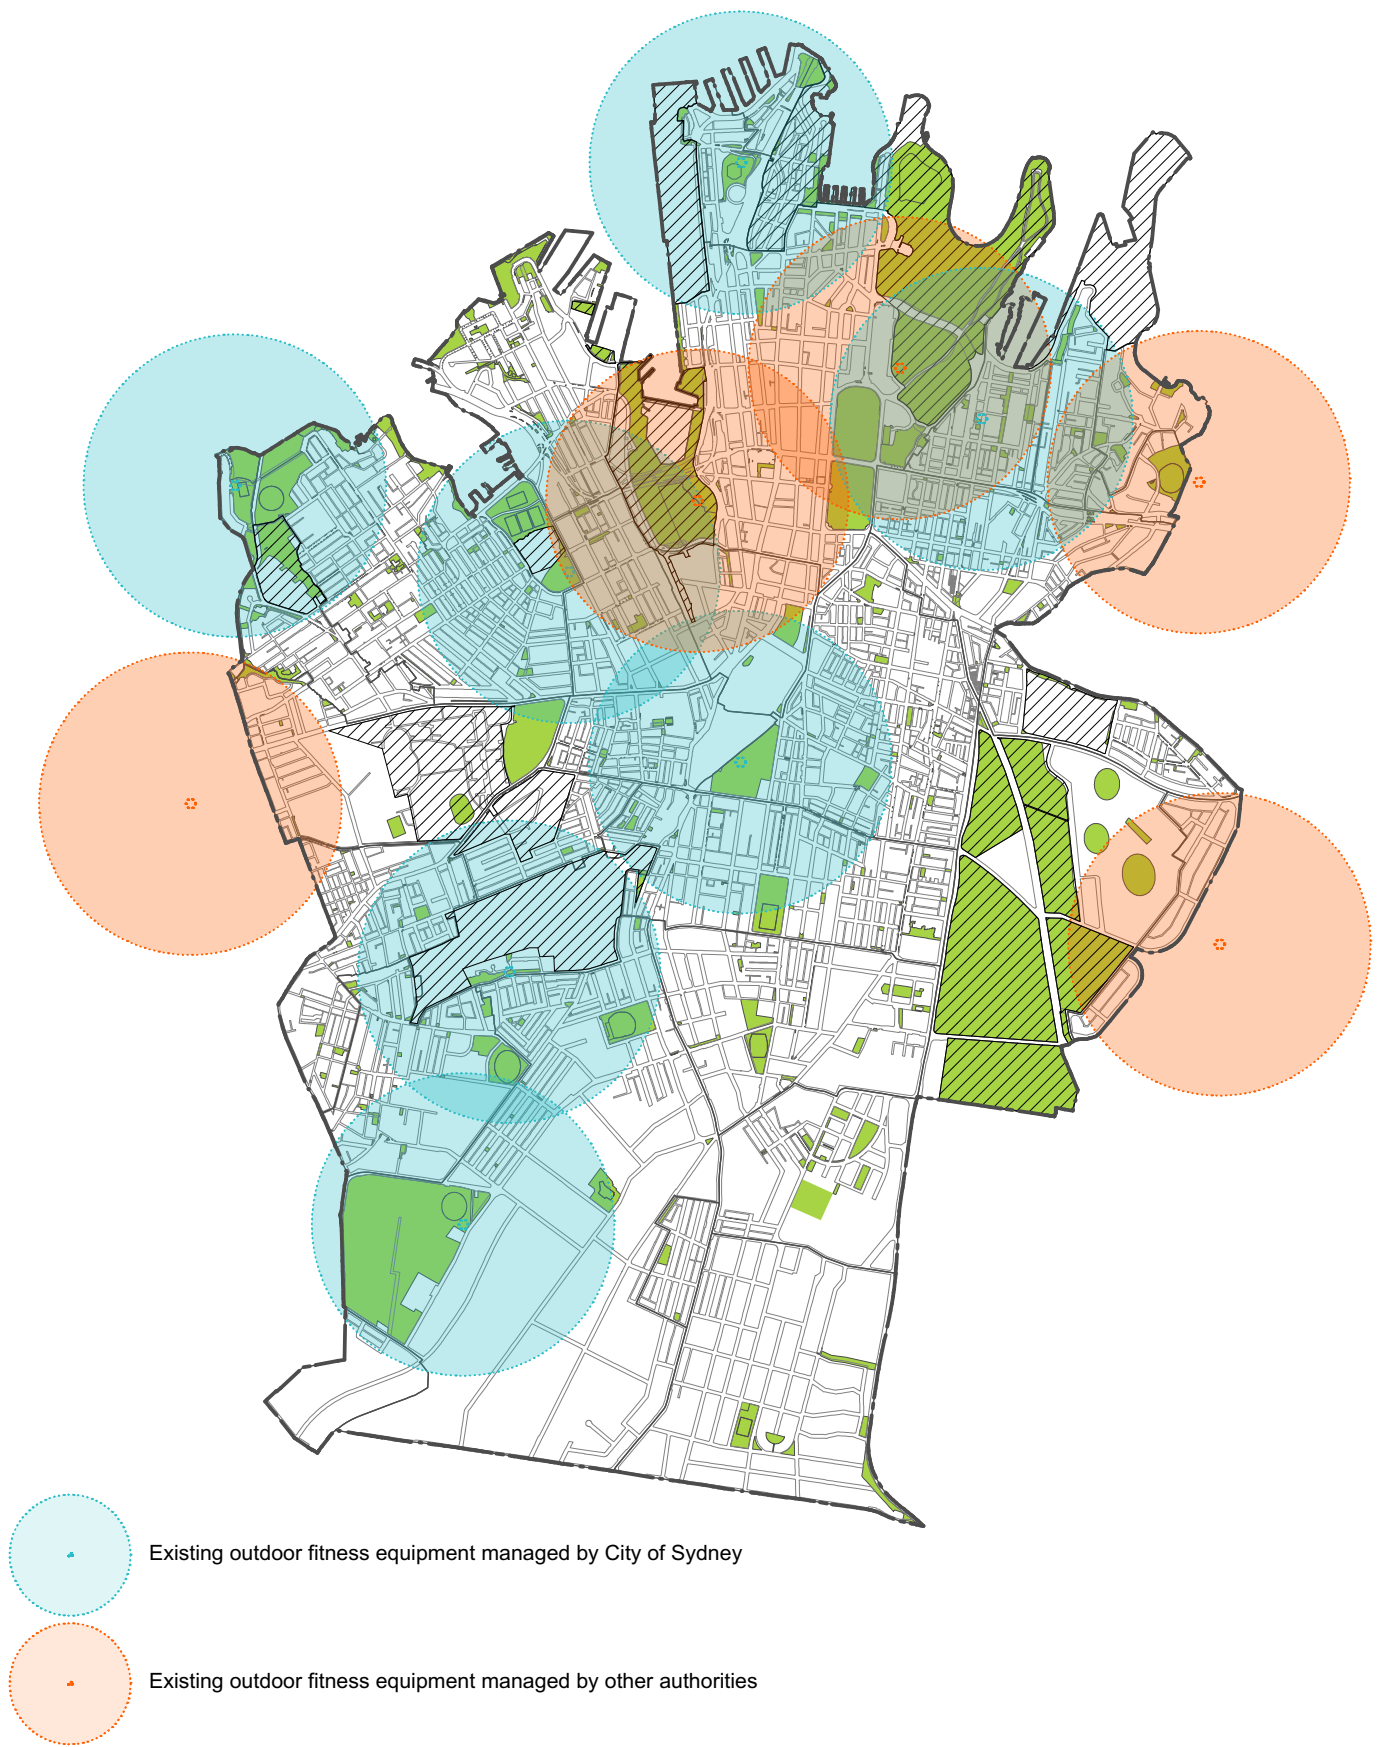 Existing outdoor fitness equipment managed by City of Sydney
Existing outdoor fitness equipment managed by other authorities